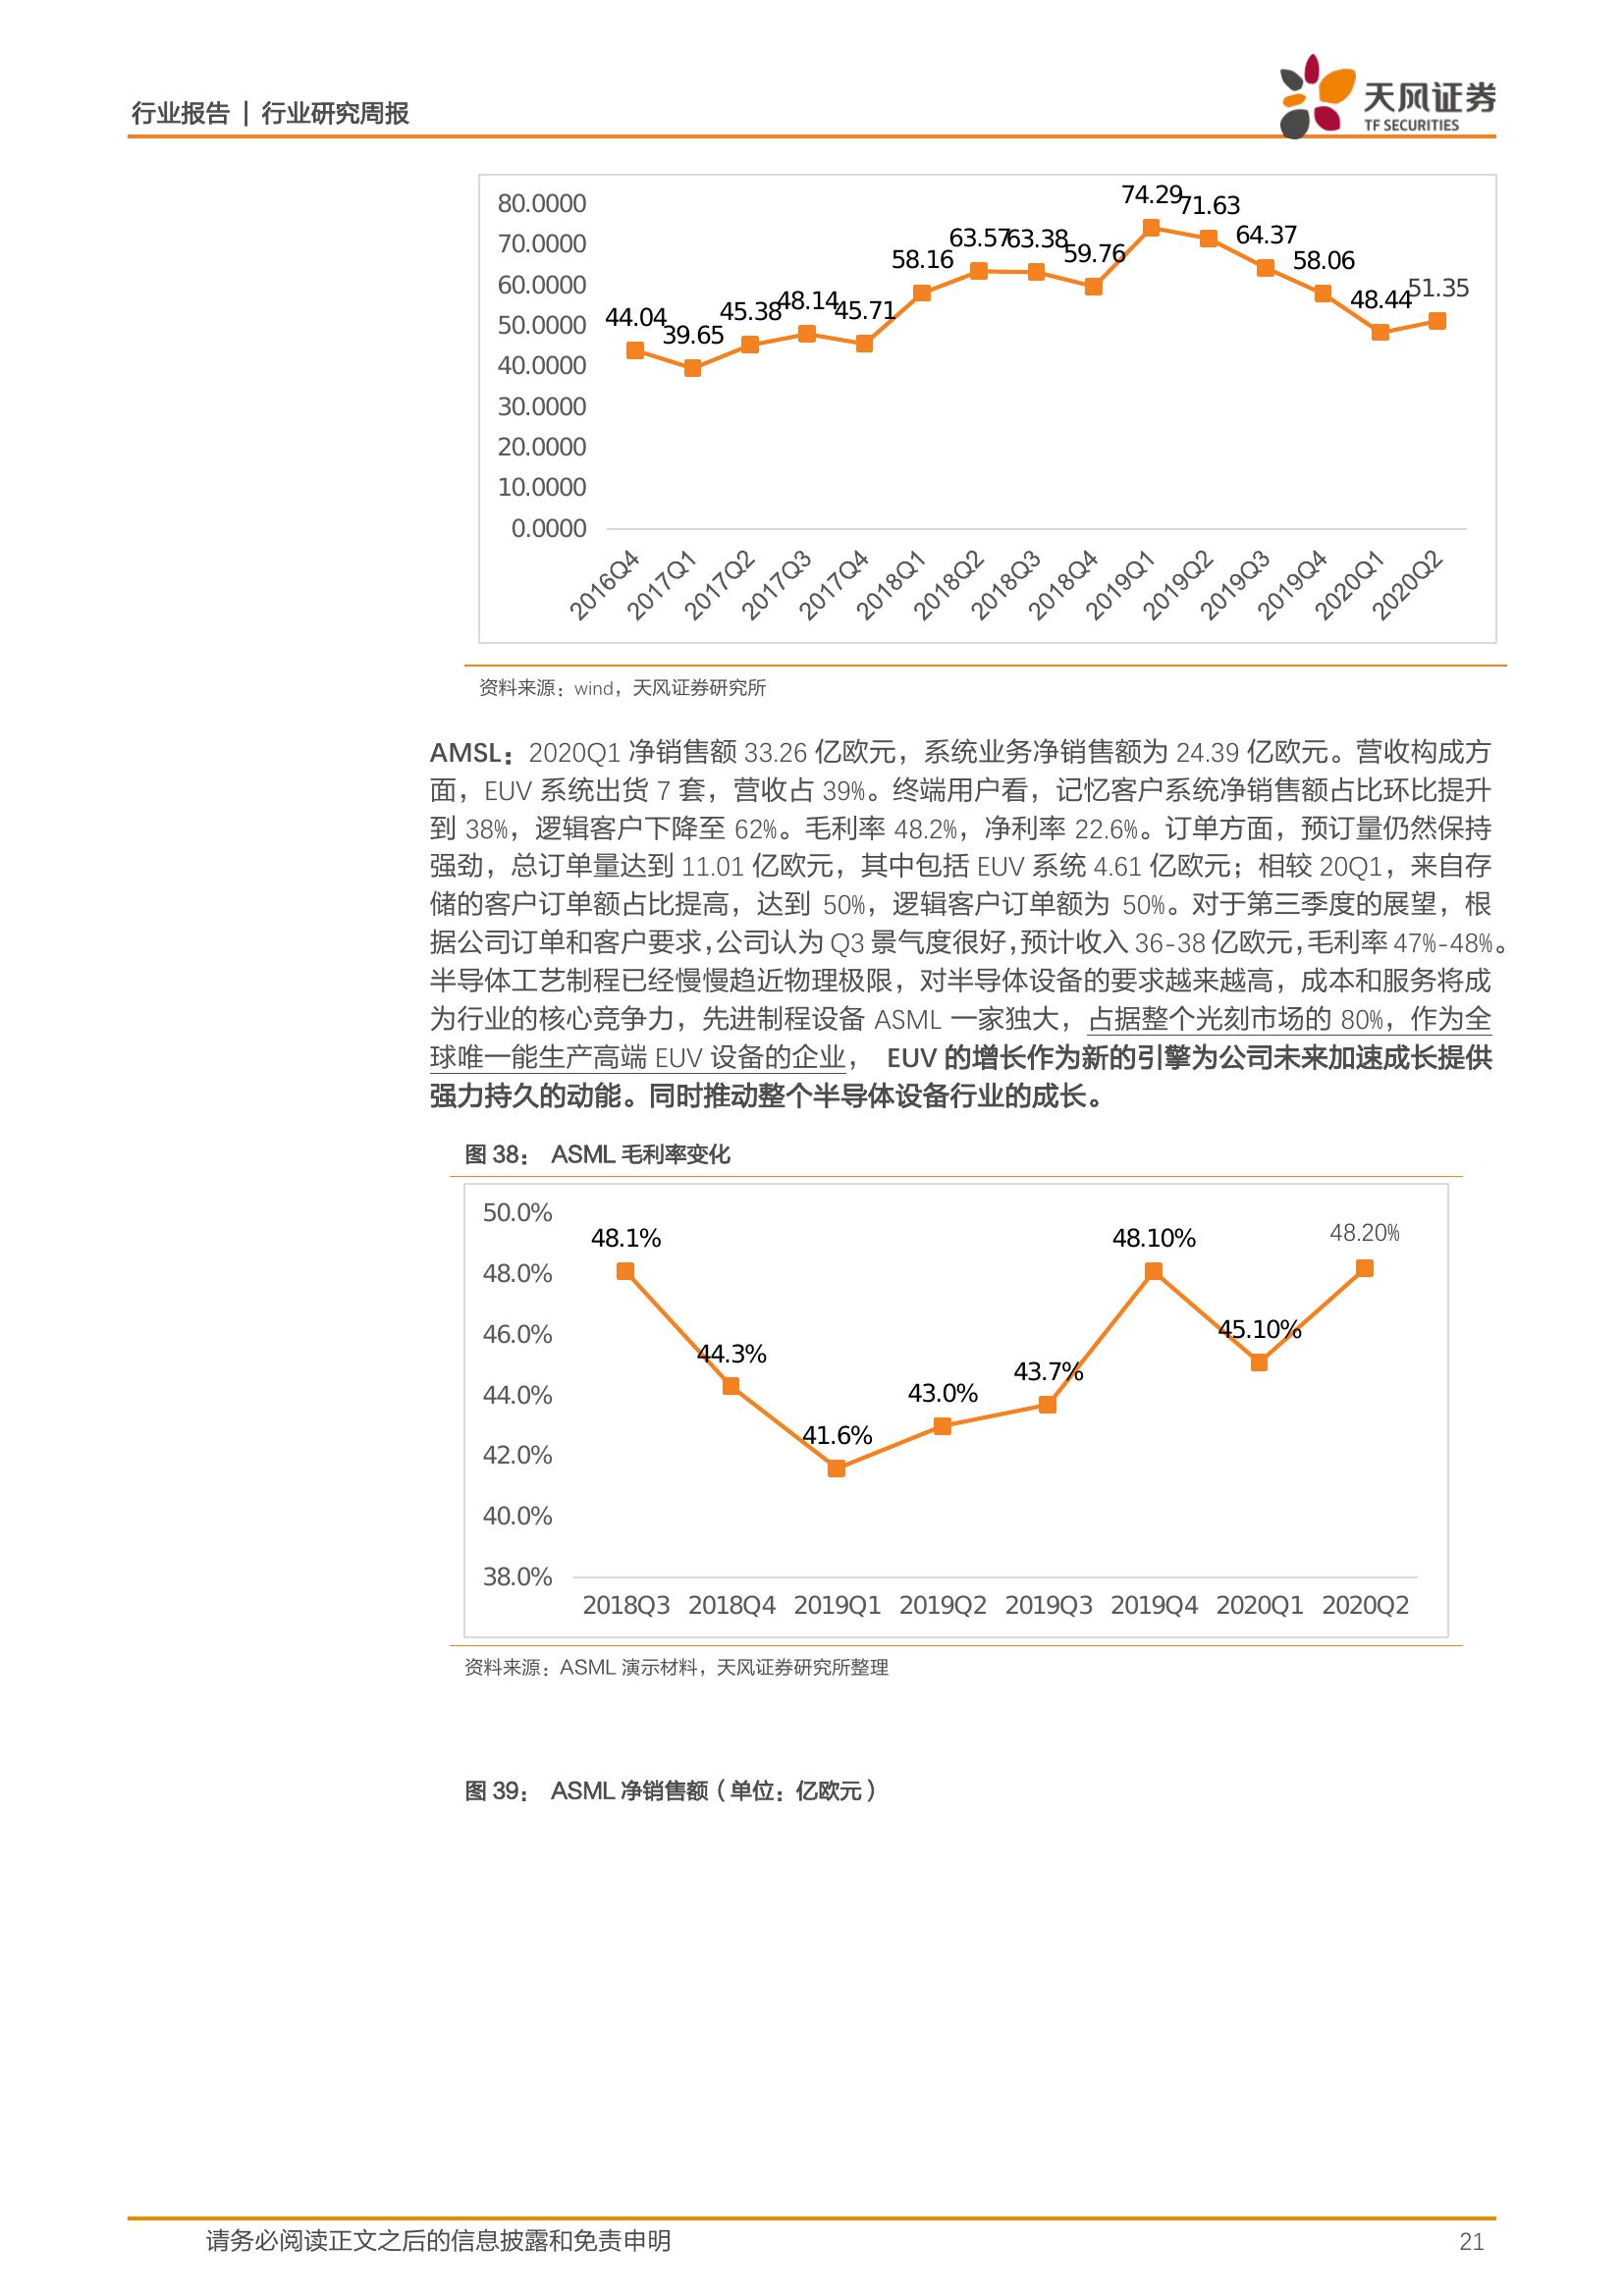 行业报告 | 行业研究周报
天风证券
TF SECURITIES
80.0000
70.0000
60.0000
50.0000
40.0000
30.0000
20.0000
10.0000
0.0000
44.04
39.65
45.38
48.14
45.71
58.16
63.57
63.38
59.76
74.29
71.63
64.37
58.06
48.44
51.35
2016Q4
2017Q1
2017Q2
2017Q3
2017Q4
2018Q1
2018Q2
2018Q3
2018Q4
2019Q1
2019Q2
2019Q3
2019Q4
2020Q1
2020Q2
资料来源：wind，天风证券研究所
AMSL：2020Q1 净销售额 33.26 亿欧元，系统业务净销售额为 24.39 亿欧元。营收构成方
面，EUV 系统出货 7 套，营收占 39%。终端用户看，记忆客户系统净销售额占比环比提升
到 38%，逻辑客户下降至 62%。毛利率 48.2%，净利率 22.6%。订单方面，预订量仍然保持
强劲，总订单量达到 11.01 亿欧元，其中包括 EUV 系统 4.61 亿欧元；相较 20Q1，来自存
储的客户订单额占比提高，达到 50%，逻辑客户订单额为 50%。对于第三季度的展望，根
据公司订单和客户要求，公司认为 Q3 景气度很好，预计收入 36-38 亿欧元，毛利率 47%-48%。
半导体工艺制程已经慢慢趋近物理极限，对半导体设备的要求越来越高，成本和服务将成
为行业的核心竞争力，先进制程设备 ASML 一家独大，占据整个光刻市场的 80%，作为全
球唯一能生产高端 EUV 设备的企业， EUV 的增长作为新的引擎为公司未来加速成长提供
强力持久的动能。同时推动整个半导体设备行业的成长。
图 38： ASML 毛利率变化
50.0%
48.0%
46.0%
44.0%
42.0%
40.0%
38.0%
48.1%
44.3%
41.6%
43.0%
43.7%
48.10%
45.10%
48.20%
2018Q3 2018Q4 2019Q1 2019Q2 2019Q3 2019Q4 2020Q1 2020Q2
资料来源：ASML 演示材料，天风证券研究所整理
图 39： ASML 净销售额（单位：亿欧元）
请务必阅读正文之后的信息披露和免责申明 21